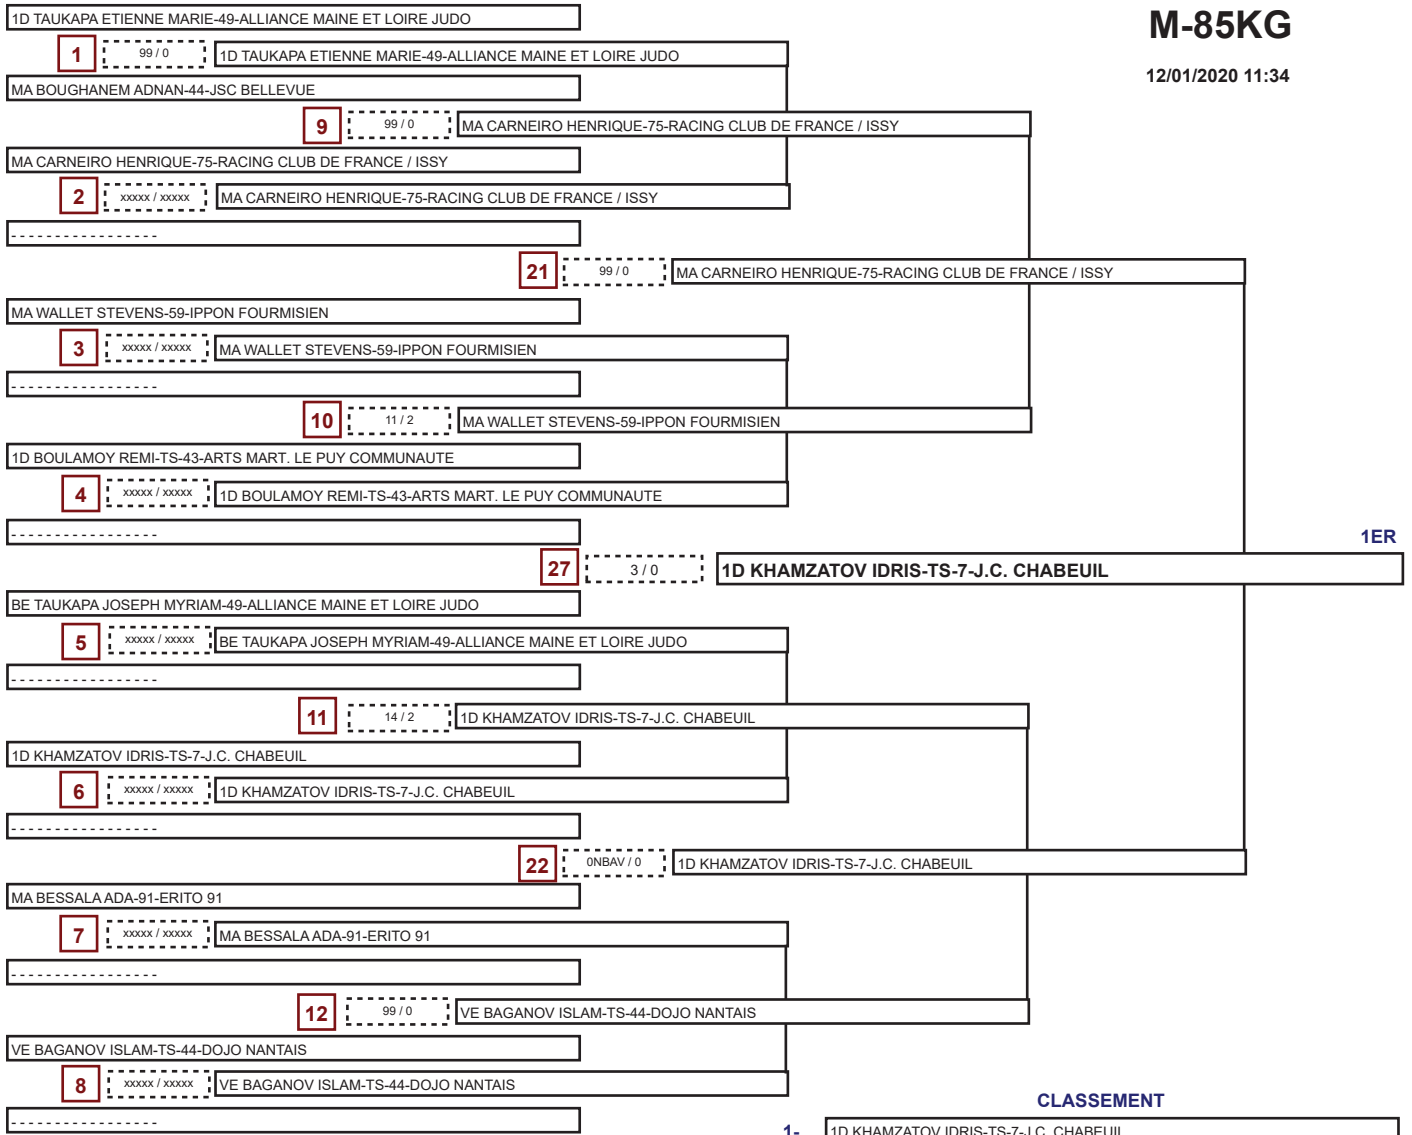 1D TAUKAPA ETIENNE MARIE-49-ALLIANCE MAINE ET LOIRE JUDO
M-85KG
1 99 / 0 1D TAUKAPA ETIENNE MARIE-49-ALLIANCE MAINE ET LOIRE JUDO
12/01/2020 11:34
MA BOUGHANEM ADNAN-44-JSC BELLEVUE
9 99 / 0 MA CARNEIRO HENRIQUE-75-RACING CLUB DE FRANCE / ISSY
MA CARNEIRO HENRIQUE-75-RACING CLUB DE FRANCE / ISSY
2 xxxxx / xxxxx MA CARNEIRO HENRIQUE-75-RACING CLUB DE FRANCE / ISSY
- - - - - - - - - - - - - - - - -
21 99 / 0 MA CARNEIRO HENRIQUE-75-RACING CLUB DE FRANCE / ISSY
MA WALLET STEVENS-59-IPPON FOURMISIEN
3 xxxxx / xxxxx MA WALLET STEVENS-59-IPPON FOURMISIEN
- - - - - - - - - - - - - - - - -
10 11 / 2 MA WALLET STEVENS-59-IPPON FOURMISIEN
1D BOULAMOY REMI-TS-43-ARTS MART. LE PUY COMMUNAUTE
4 xxxxx / xxxxx 1D BOULAMOY REMI-TS-43-ARTS MART. LE PUY COMMUNAUTE
- - - - - - - - - - - - - - - - -
1ER
27 3 / 0 1D KHAMZATOV IDRIS-TS-7-J.C. CHABEUIL
BE TAUKAPA JOSEPH MYRIAM-49-ALLIANCE MAINE ET LOIRE JUDO
5 xxxxx / xxxxx BE TAUKAPA JOSEPH MYRIAM-49-ALLIANCE MAINE ET LOIRE JUDO
- - - - - - - - - - - - - - - - -
11 14 / 2 1D KHAMZATOV IDRIS-TS-7-J.C. CHABEUIL
1D KHAMZATOV IDRIS-TS-7-J.C. CHABEUIL
6 xxxxx / xxxxx 1D KHAMZATOV IDRIS-TS-7-J.C. CHABEUIL
- - - - - - - - - - - - - - - - -
22 0NBAV / 0 1D KHAMZATOV IDRIS-TS-7-J.C. CHABEUIL
MA BESSALA ADA-91-ERITO 91
7 xxxxx / xxxxx MA BESSALA ADA-91-ERITO 91
- - - - - - - - - - - - - - - - -
12 99 / 0 VE BAGANOV ISLAM-TS-44-DOJO NANTAIS
VE BAGANOV ISLAM-TS-44-DOJO NANTAIS
8 xxxxx / xxxxx VE BAGANOV ISLAM-TS-44-DOJO NANTAIS
CLASSEMENT
- - - - - - - - - - - - - - - - -
1- 1D KHAMZATOV IDRIS-TS-7-J.C. CHABEUIL